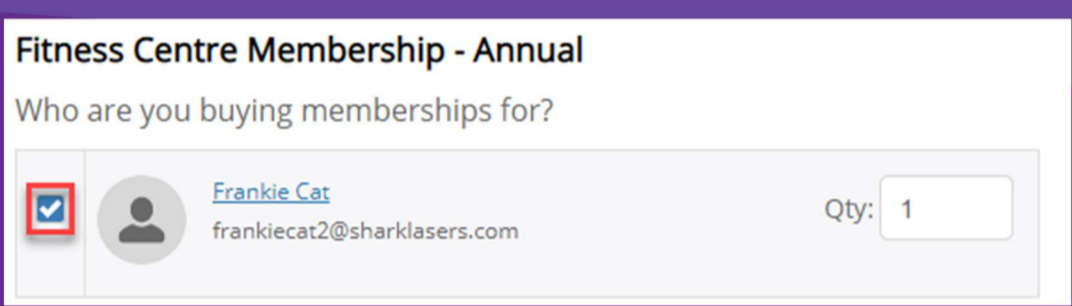 Fitness Centre Membership - Annual
Who are you buying memberships for?
Frankie Cat
Qty: 1
frankiecat2@sharklasers.com